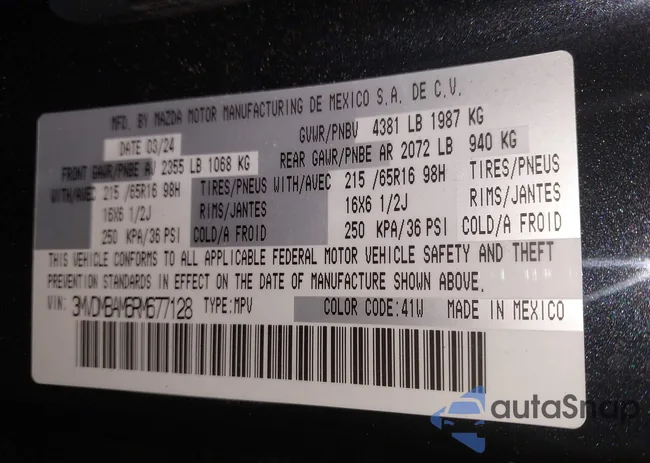 MFD. BY MAZDA MOTOR MANUFACTURING DE MEXICO S.A. DE C.V.
DATE 03/24 GVWR/PNBV 4381 LB 1987 KG
FRONT GAWR/PNBE AV 2355 LB 1068 KG REAR GAWR/PNBE AR 2072 LB 940 KG
WITH/AVEC 215 /65R16 98H TIRES/PNEUS WITH/AVEC 215 /65R16 98H TIRES/PNEUS
16X6 1/2J RIMS/JANTES 16X6 1/2J RIMS/JANTES
250 KPA/36 PSI COLD/A FROID 250 KPA/36 PSI COLD/A FROID
THIS VEHICLE CONFORMS TO ALL APPLICABLE FEDERAL MOTOR VEHICLE SAFETY AND THEFT
PREVENTION STANDARDS IN EFFECT ON THE DATE OF MANUFACTURE SHOWN ABOVE.
VIN: 3MVDMBAM6RM677128 TYPE:MPV COLOR CODE:41W MADE IN MEXICO
autoSnap